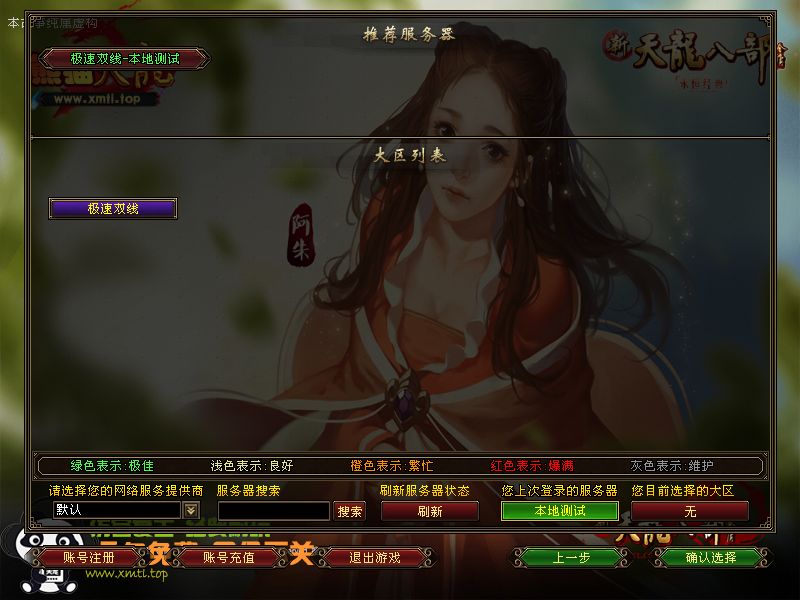 推荐服务器
极速双线-本地测试
新天龍八部
永恒经典
www.xmtl.top
大区列表
极速双线
阿朱
绿色表示:极佳 浅色表示:良好 橙色表示:繁忙 红色表示:爆满 灰色表示:维护
请选择您的网络服务提供商 服务器搜索 刷新服务器状态 您上次登录的服务器 您目前选择的大区
默认 搜索 刷新 本地测试 无
账号注册 账号充值 退出游戏 上一步 确认选择
www.xmtl.top